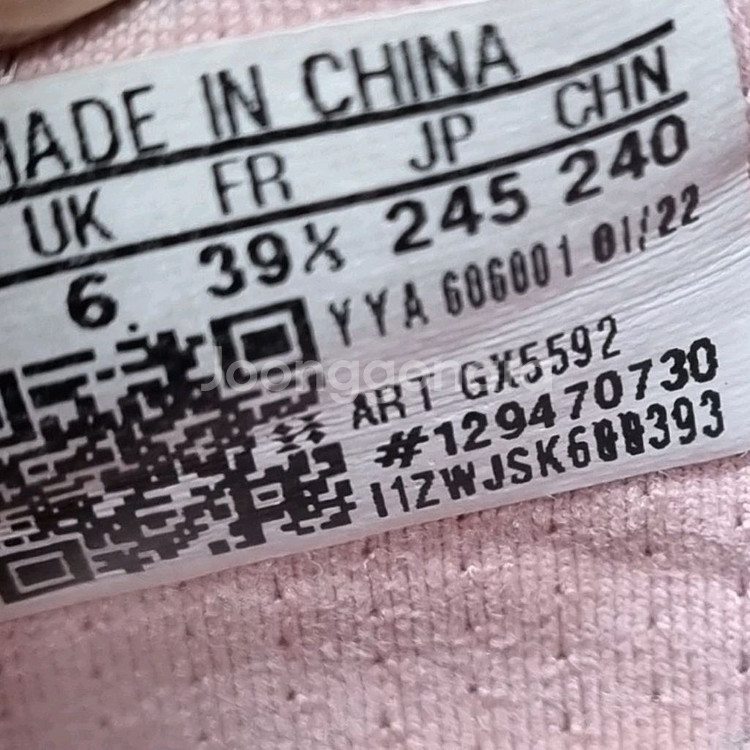 MADE IN CHINA
UK FR JP CHN
6 39⅓ 245 240
YYA 606001 01/22
ART GX5592
#129470730
Joonggonara